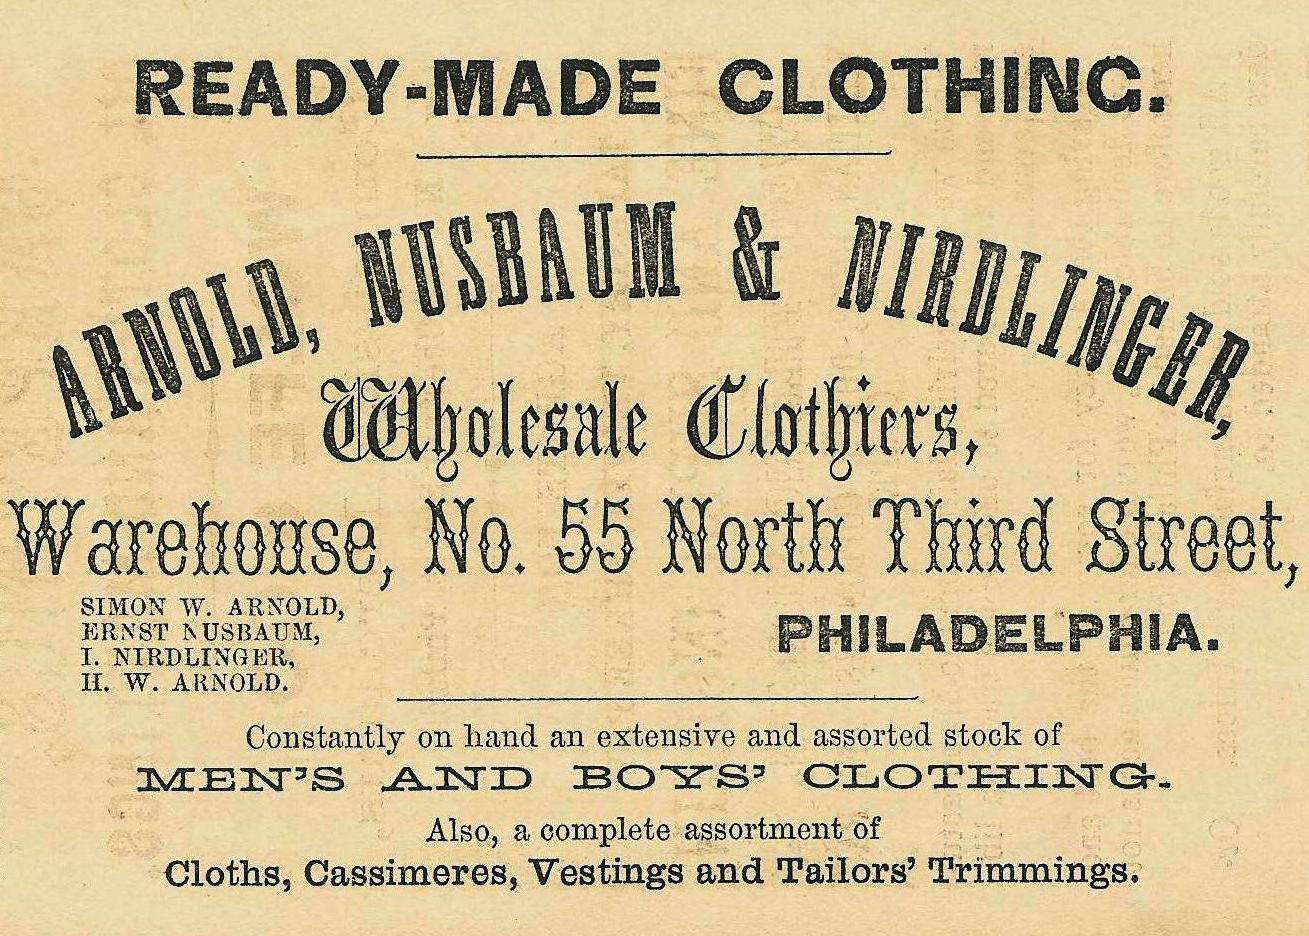 READY-MADE CLOTHING.
ARNOLD, NUSBAUM & NIRDLINGER,
Wholesale Clothiers,
Warehouse, No. 55 North Third Street,
SIMON W. ARNOLD,
ERNST NUSBAUM,
I. NIRDLINGER,
H. W. ARNOLD.
PHILADELPHIA.
Constantly on hand an extensive and assorted stock of
MEN'S AND BOYS' CLOTHING.
Also, a complete assortment of
Cloths, Cassimeres, Vestings and Tailors' Trimmings.